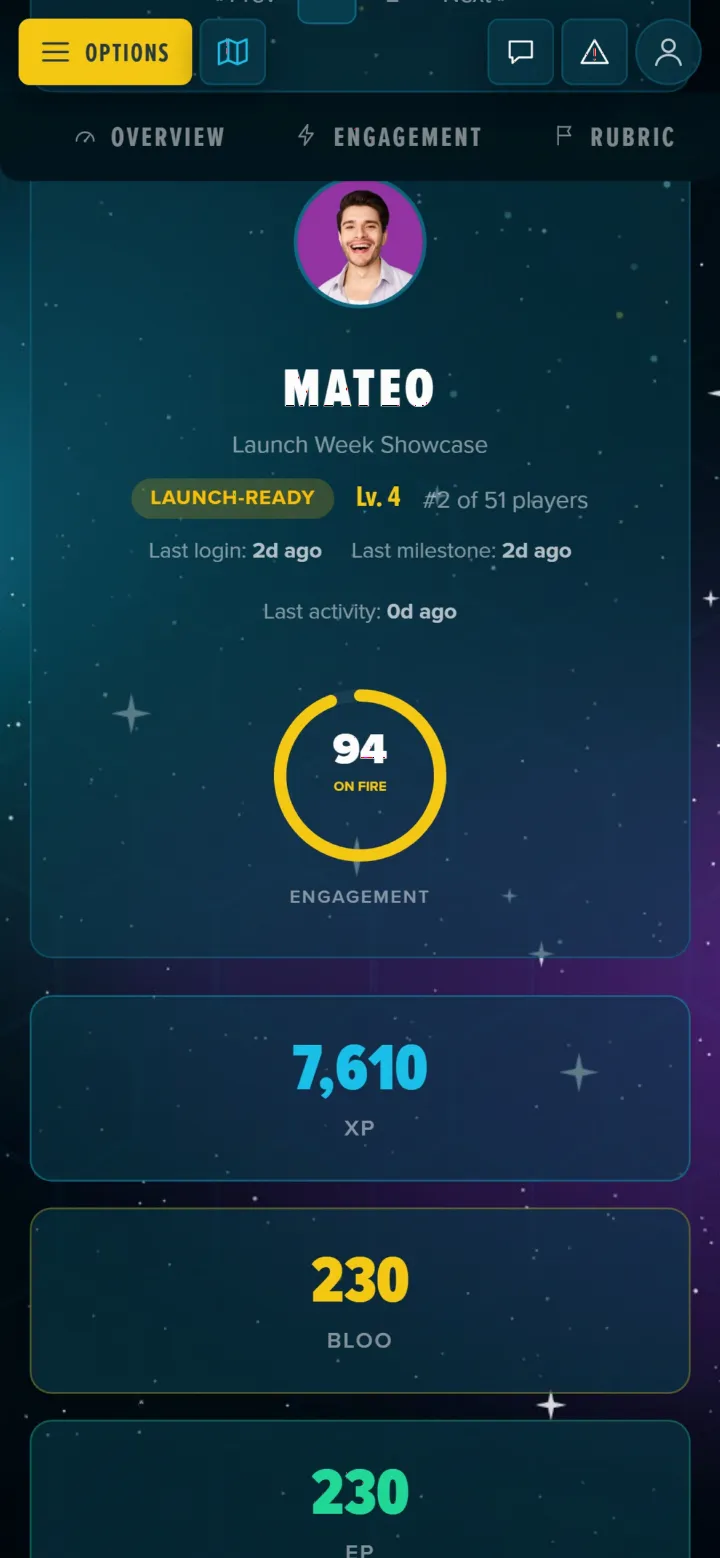 OPTIONS
OVERVIEW ENGAGEMENT RUBRIC
MATEO
Launch Week Showcase
LAUNCH-READY Lv. 4 #2 of 51 players
Last login: 2d ago Last milestone: 2d ago
Last activity: 0d ago
94
ON FIRE
ENGAGEMENT
7,610
XP
230
BLOO
230
EP